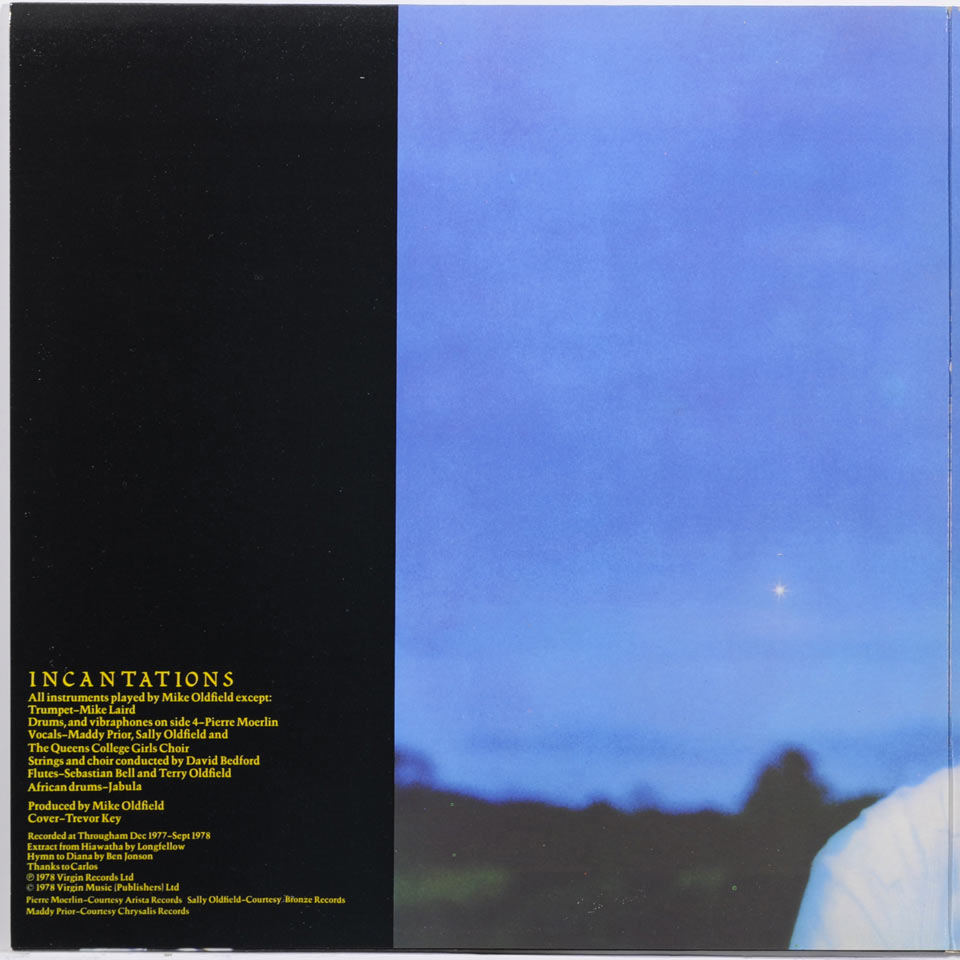 INCANTATIONS
All instruments played by Mike Oldfield except:
Trumpet–Mike Laird
Drums, and vibraphones on side 4–Pierre Moerlin
Vocals–Maddy Prior, Sally Oldfield and
The Queens College Girls Choir
Strings and choir conducted by David Bedford
Flutes–Sebastian Bell and Terry Oldfield
African drums–Jabula
Produced by Mike Oldfield
Cover–Trevor Key
Recorded at Througham Dec 1977–Sept 1978
Extract from Hiawatha by Longfellow
Hymn to Diana by Ben Jonson
Thanks to Carlos
℗ 1978 Virgin Records Ltd
© 1978 Virgin Music (Publishers) Ltd
Pierre Moerlin–Courtesy Arista Records Sally Oldfield–Courtesy Bronze Records
Maddy Prior–Courtesy Chrysalis Records